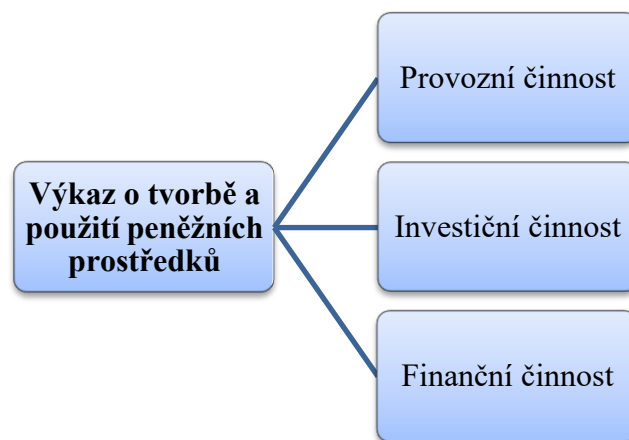 Výkaz o tvorbě a
použití peněžních
prostředků
Provozní činnost
Investiční činnost
Finanční činnost